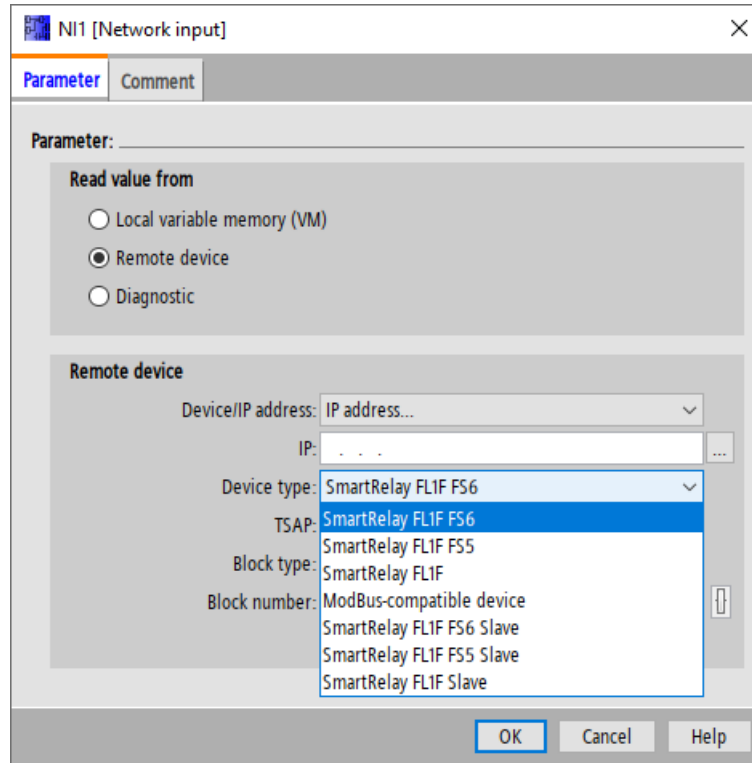 NI1 [Network input]
Parameter Comment
Parameter:
Read value from
Local variable memory (VM)
Remote device
Diagnostic
Remote device
Device/IP address: IP address...
IP: . . . ...
Device type: SmartRelay FL1F FS6
TSAP: SmartRelay FL1F FS6
SmartRelay FL1F FS5
Block type: SmartRelay FL1F
Block number: ModBus-compatible device
SmartRelay FL1F FS6 Slave
SmartRelay FL1F FS5 Slave
SmartRelay FL1F Slave
OK Cancel Help